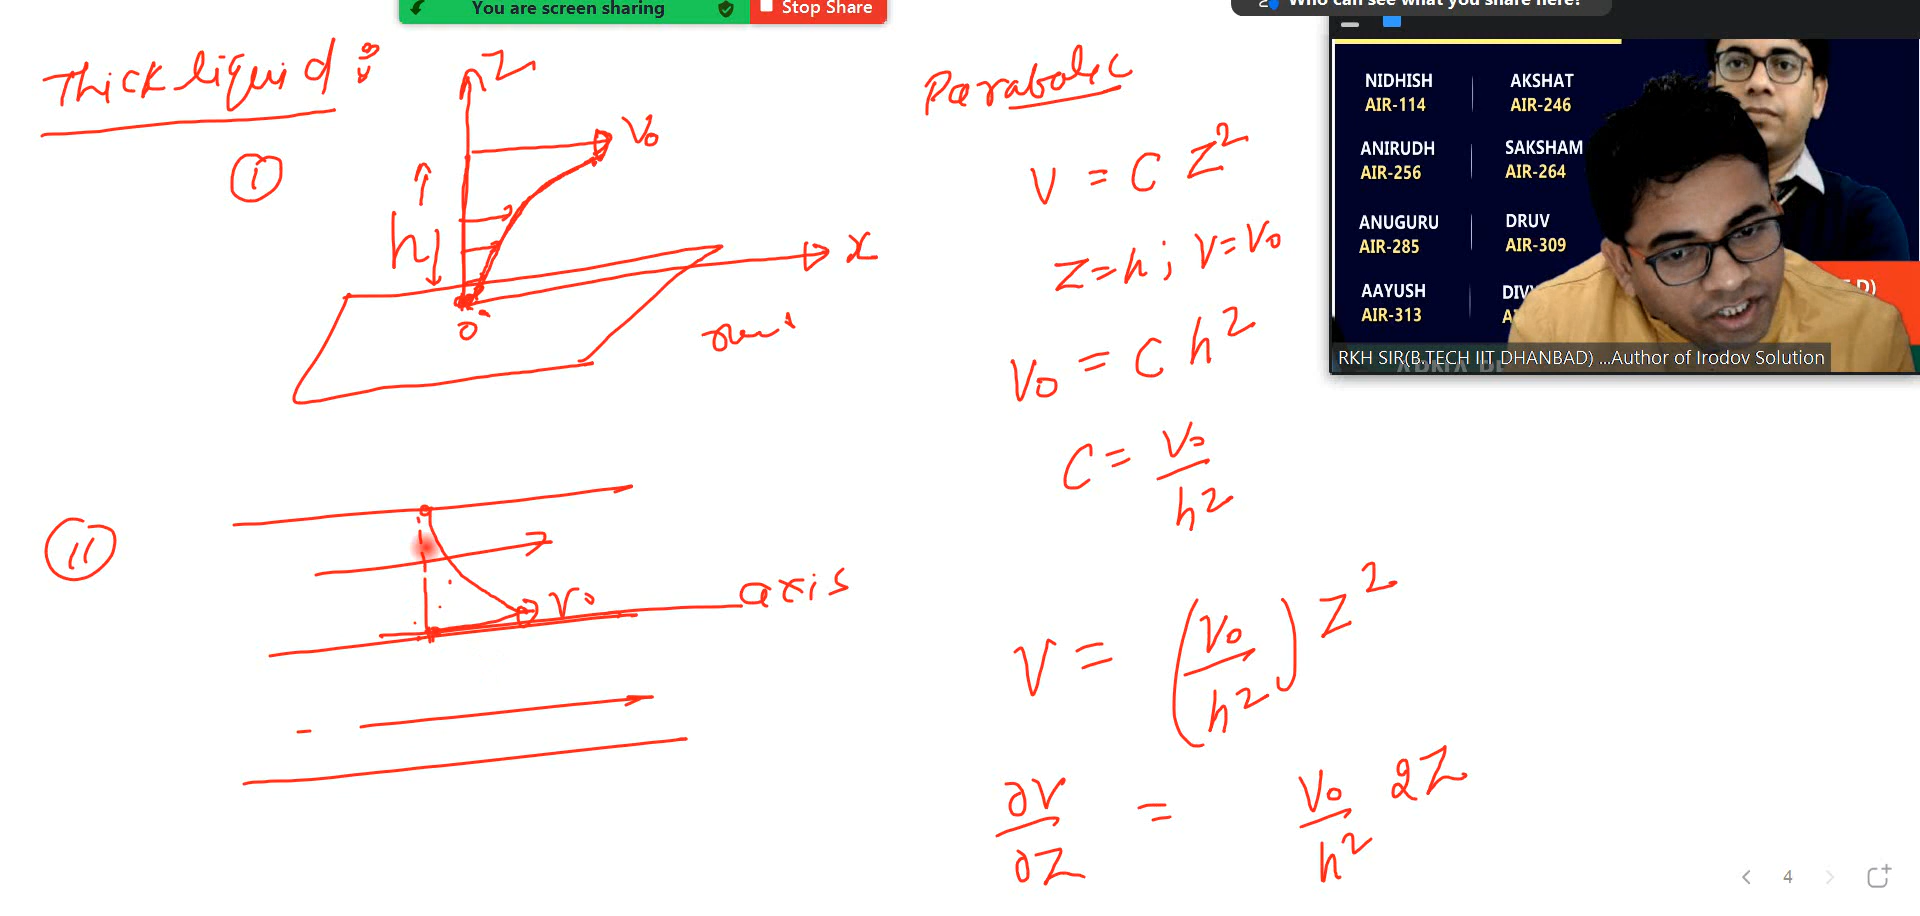 You are screen sharing
Stop Share
Who can see what you share here?
Thick liquid :
Z
V₀
i
h
x
O
Parabolic
V = C Z²
Z=h ; V=V₀
V₀ = C h²
C = V₀/h²
V = (V₀/h²) Z²
∂V/∂Z = V₀/h² 2Z
ii
V₀
axis
NIDHISH
AIR-114
AKSHAT
AIR-246
ANIRUDH
AIR-256
SAKSHAM
AIR-264
ANUGURU
AIR-285
DRUV
AIR-309
AAYUSH
AIR-313
DIV
A
D)
RKH SIR(B.TECH IIT DHANBAD) ...Author of Irodov Solution
4